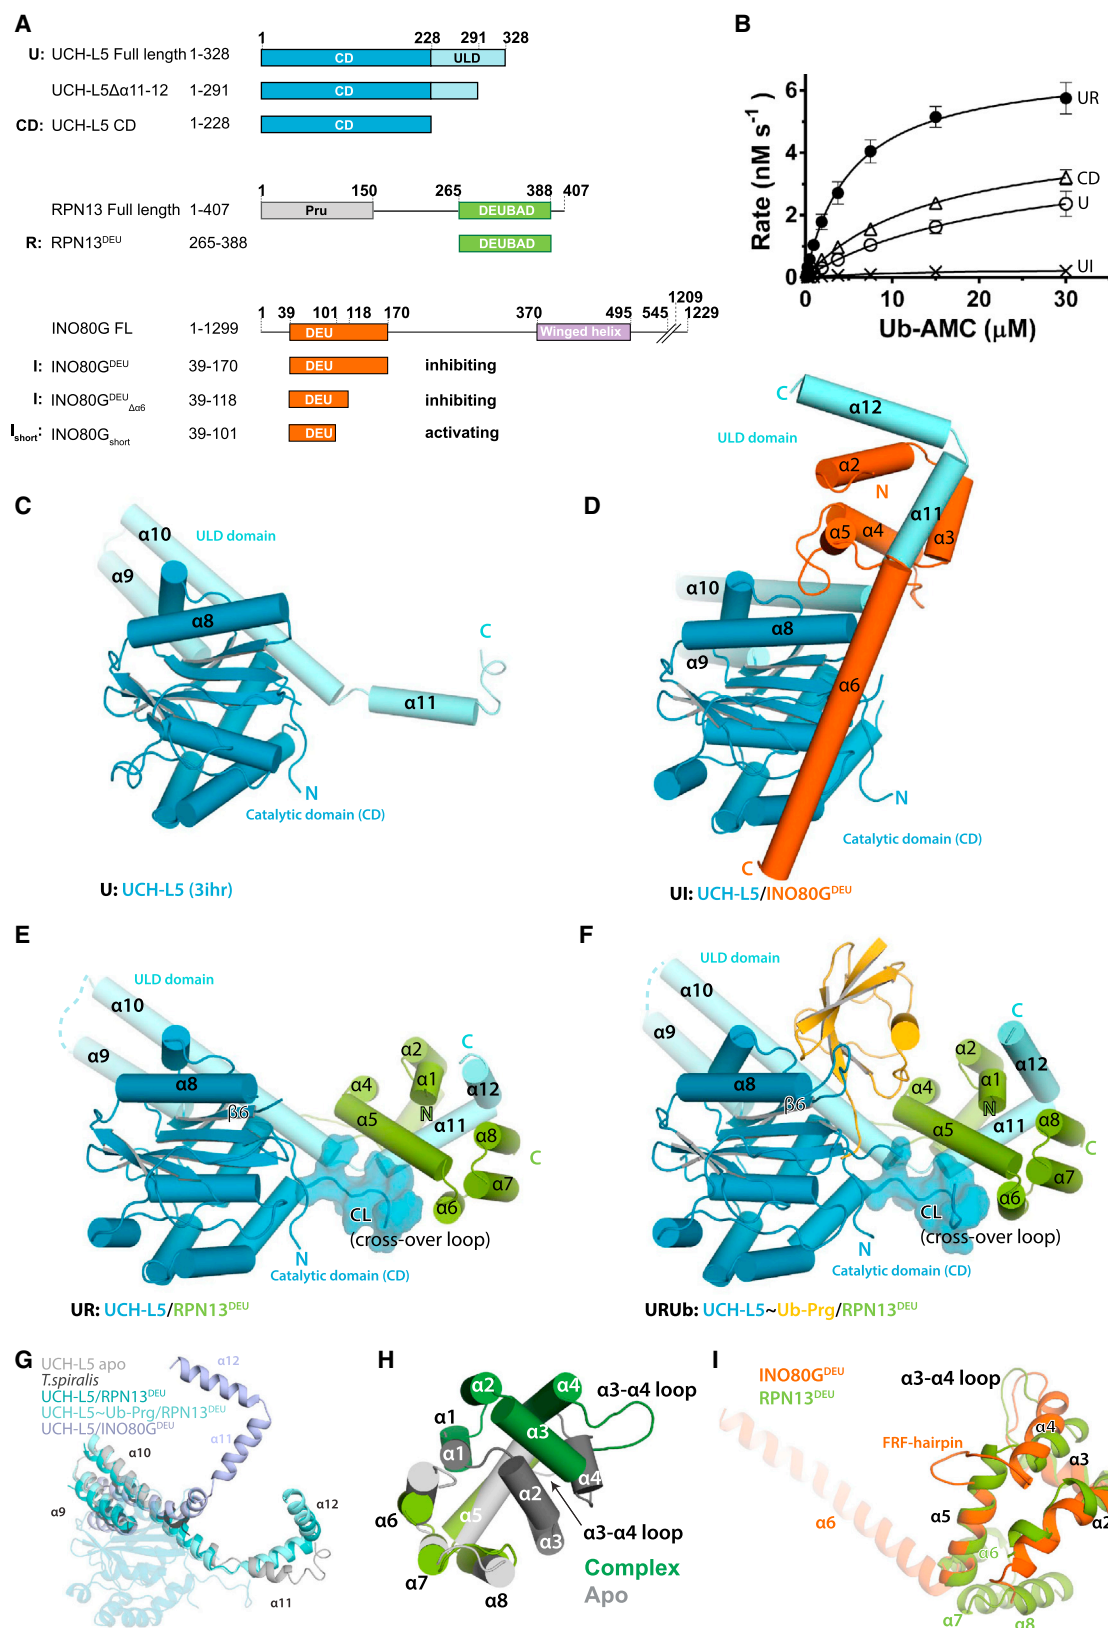 A
1 228 291 328
U: UCH-L5 Full length 1-328 CD ULD
UCH-L5Δα11-12 1-291 CD
CD: UCH-L5 CD 1-228 CD
1 150 265 388 407
RPN13 Full length 1-407 Pru DEUBAD
R: RPN13DEU 265-388 DEUBAD
1209
1 39 101 118 170 370 495 545 1229
INO80G FL 1-1299 DEU Winged helix
I: INO80GDEU 39-170 DEU inhibiting
I: INO80GDEU Δα6 39-118 DEU inhibiting
Ishort: INO80Gshort 39-101 DEU activating
B
Rate (nM s-1)
6
4
2
0
0 10 20 30
Ub-AMC (µM)
UR
CD
U
UI
C
α10
ULD domain
α9
α8
C
α11
N
Catalytic domain (CD)
U: UCH-L5 (3ihr)
D
C
α12
ULD domain
α2
N
α11
α5 α4 α3
α10
α8
α9
α6
N
Catalytic domain (CD)
C
UI: UCH-L5/INO80GDEU
E
ULD domain
α10
α9
α8
β6
α2
C
α4 α1 α12
N
α5 α11
α8
C
α7
α6
CL
(cross-over loop)
N
Catalytic domain (CD)
UR: UCH-L5/RPN13DEU
F
ULD domain
α10
α9
α8
β6
C
α2
α12
α4 α1
N
α5 α11
α8
C
α7
α6
CL
(cross-over loop)
N
Catalytic domain (CD)
URUb: UCH-L5~Ub-Prg/RPN13DEU
G
UCH-L5 apo
T.spiralis
UCH-L5/RPN13DEU
UCH-L5~Ub-Prg/RPN13DEU
UCH-L5/INO80GDEU
α12
α11
α10
α9
α12
α11
H
α2 α4
α3-α4 loop
α1
α3
α1
α4
α2
α5
α6
α3
α3-α4 loop
α7
α8
Complex
Apo
I
INO80GDEU
RPN13DEU
α3-α4 loop
α4
FRF-hairpin
α3
α5
α2
α6
α6
α7 α8